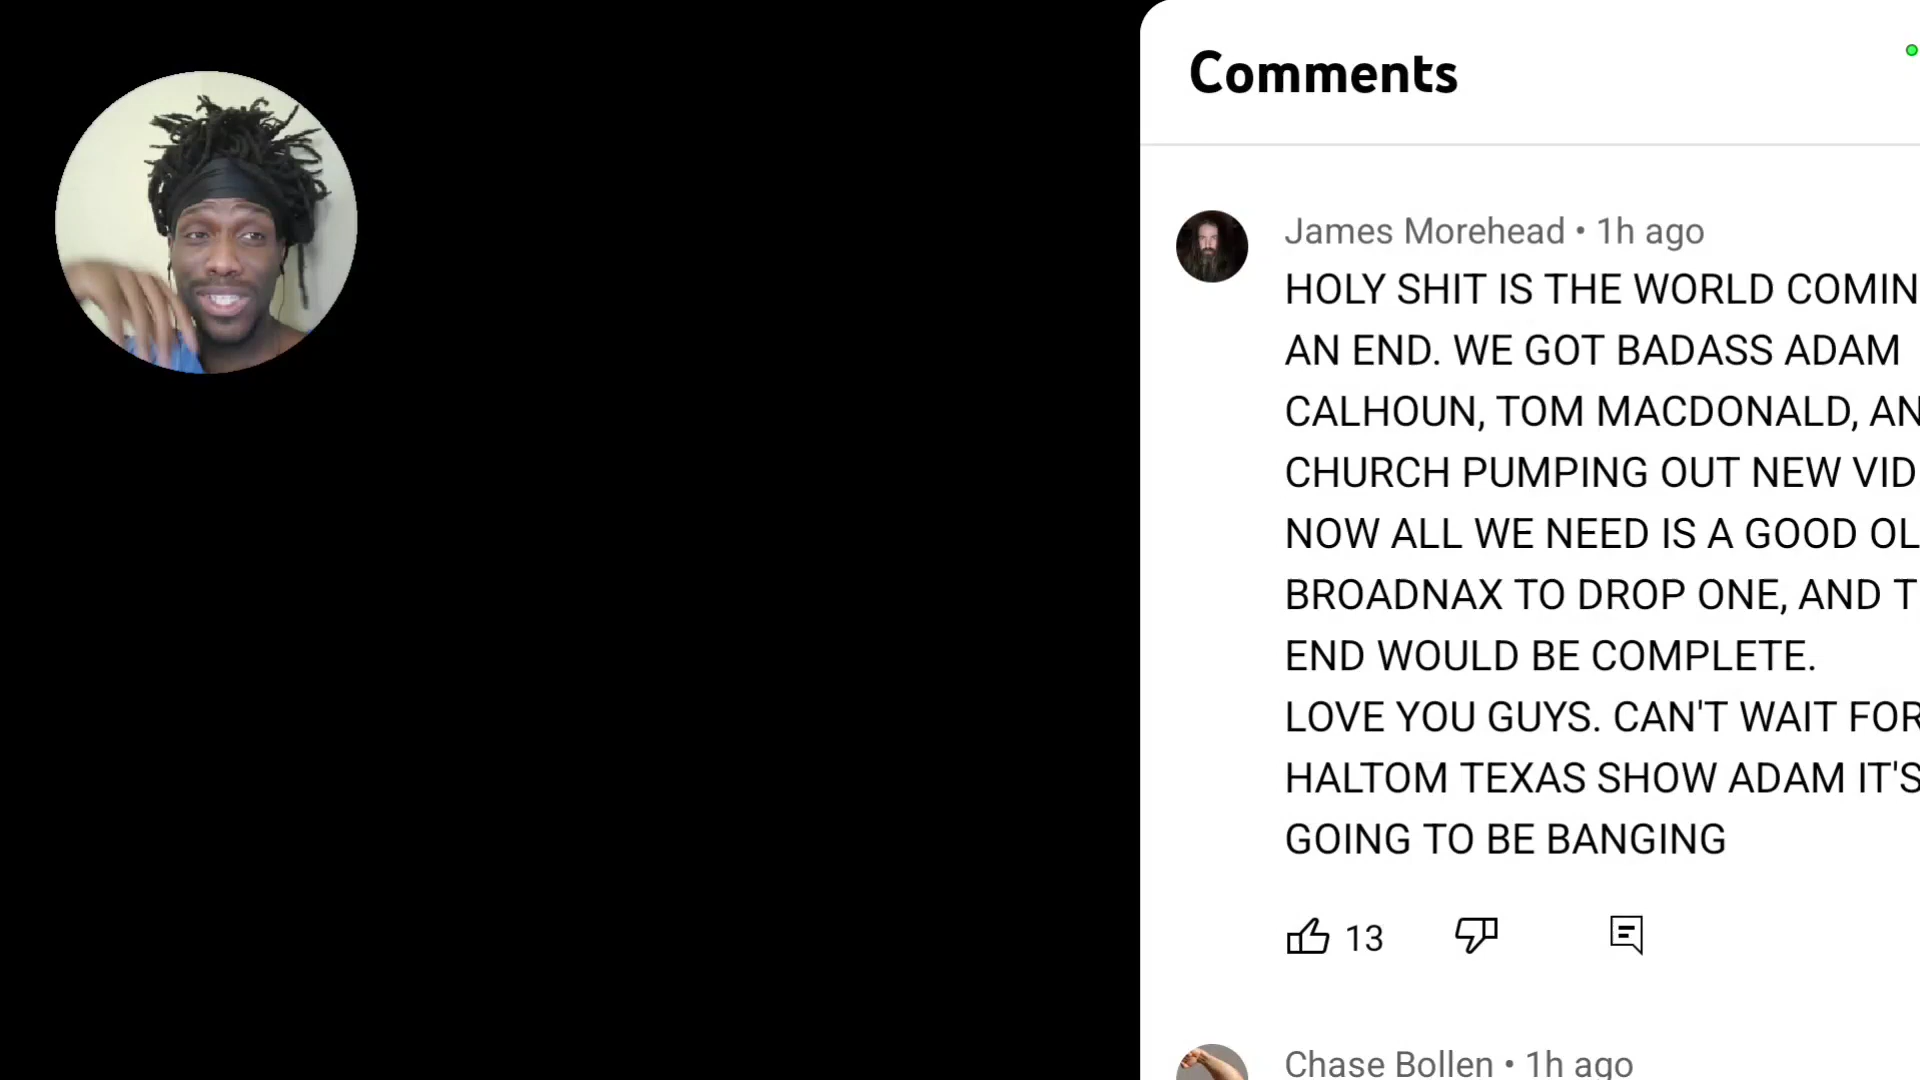 Comments
James Morehead • 1h ago
HOLY SHIT IS THE WORLD COMIN
AN END. WE GOT BADASS ADAM
CALHOUN, TOM MACDONALD, AN
CHURCH PUMPING OUT NEW VID
NOW ALL WE NEED IS A GOOD OL
BROADNAX TO DROP ONE, AND T
END WOULD BE COMPLETE.
LOVE YOU GUYS. CAN'T WAIT FOR
HALTOM TEXAS SHOW ADAM IT'S
GOING TO BE BANGING
13
Chase Bollen • 1h ago